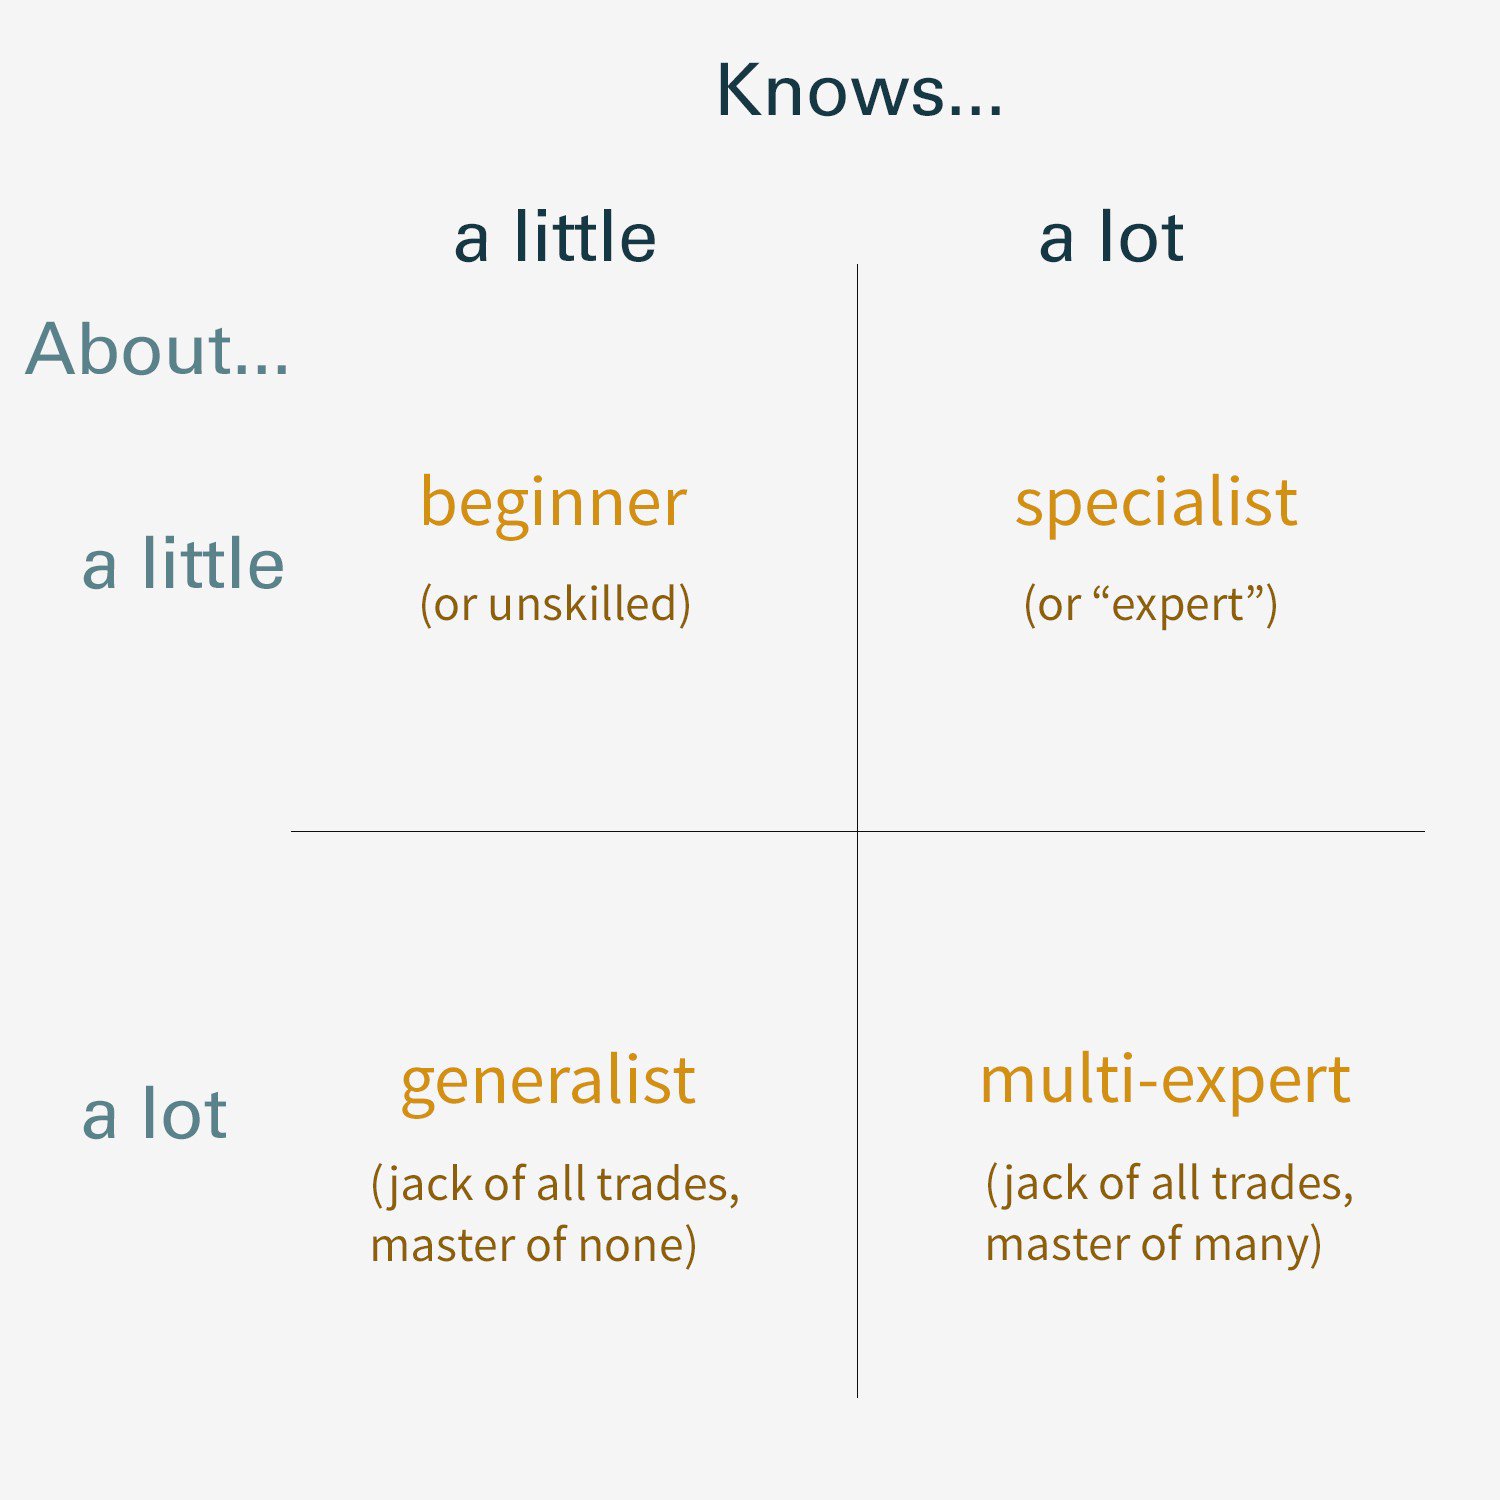 Knows...
a little
a lot
About...
a little
beginner
(or unskilled)
specialist
(or “expert”)
a lot
generalist
(jack of all trades,
master of none)
multi-expert
(jack of all trades,
master of many)